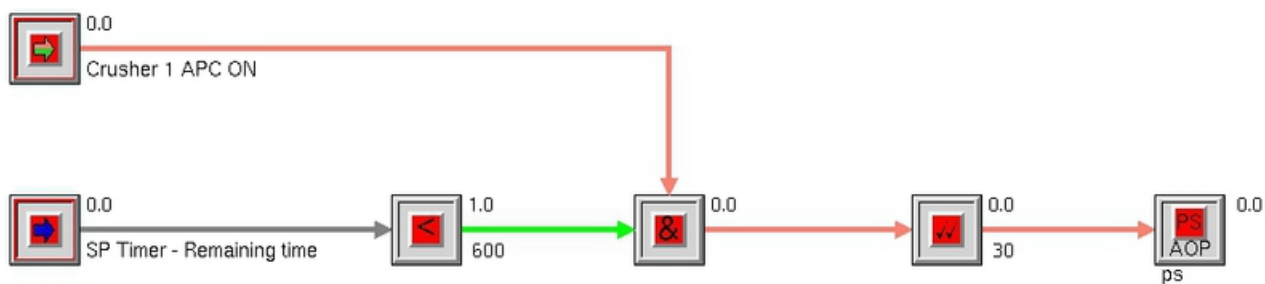 0.0
Crusher 1 APC ON
0.0
SP Timer - Remaining time
<
1.0
600
&
0.0
✓✓
0.0
30
PS
AOP
0.0
ps